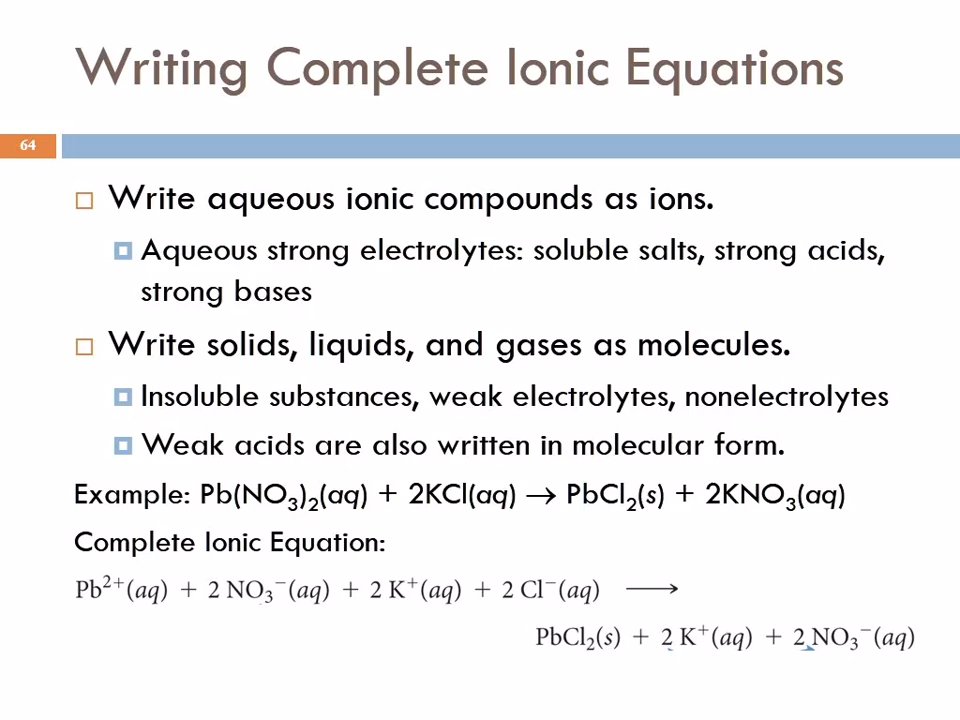 Writing Complete Ionic Equations
64
Write aqueous ionic compounds as ions.
Aqueous strong electrolytes: soluble salts, strong acids,
strong bases
Write solids, liquids, and gases as molecules.
Insoluble substances, weak electrolytes, nonelectrolytes
Weak acids are also written in molecular form.
Example: Pb(NO₃)₂(aq) + 2KCl(aq) → PbCl₂(s) + 2KNO₃(aq)
Complete Ionic Equation:
Pb²⁺(aq) + 2 NO₃⁻(aq) + 2 K⁺(aq) + 2 Cl⁻(aq) ⟶
PbCl₂(s) + 2 K⁺(aq) + 2 NO₃⁻(aq)